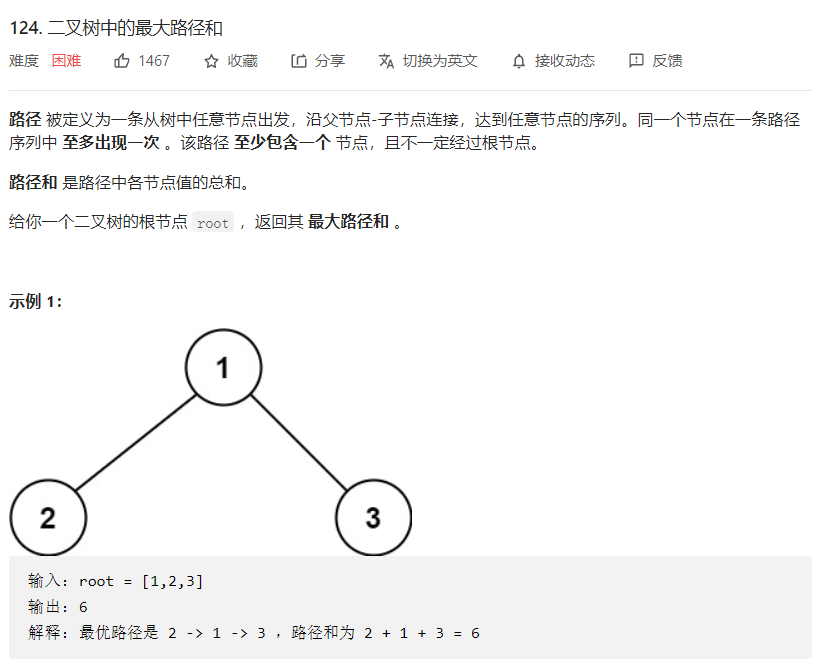 124. 二叉树中的最大路径和
难度 困难 1467 收藏 分享 切换为英文 接收动态 反馈
路径 被定义为一条从树中任意节点出发，沿父节点-子节点连接，达到任意节点的序列。同一个节点在一条路径
序列中 至多出现一次 。该路径 至少包含一个 节点，且不一定经过根节点。
路径和 是路径中各节点值的总和。
给你一个二叉树的根节点 root ，返回其 最大路径和 。
示例 1：
1
2 3
输入：root = [1,2,3]
输出：6
解释：最优路径是 2 -> 1 -> 3 ，路径和为 2 + 1 + 3 = 6